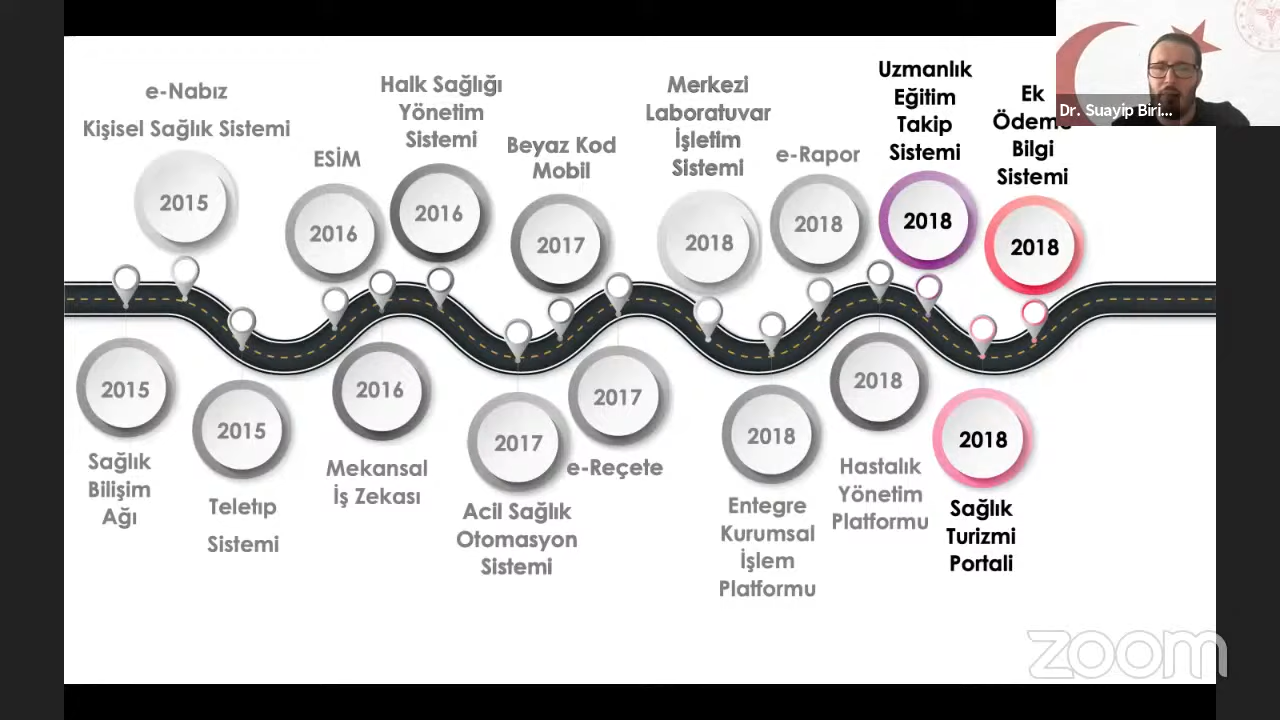 e-Nabız
Kişisel Sağlık Sistemi
2015
ESİM
2016
Halk Sağlığı
Yönetim
Sistemi
2016
Beyaz Kod
Mobil
2017
Merkezi
Laboratuvar
İşletim
Sistemi
2018
e-Rapor
2018
Uzmanlık
Eğitim
Takip
Sistemi
2018
Ek
Ödeme
Bilgi
Sistemi
2018
Dr. Suayip Biri...
2015
Sağlık
Bilişim
Ağı
2015
Teletıp
Sistemi
2016
Mekansal
İş Zekası
2017
Acil Sağlık
Otomasyon
Sistemi
2017
e-Reçete
2018
Entegre
Kurumsal
İşlem
Platformu
2018
Hastalık
Yönetim
Platformu
2018
Sağlık
Turizmi
Portali
zoom